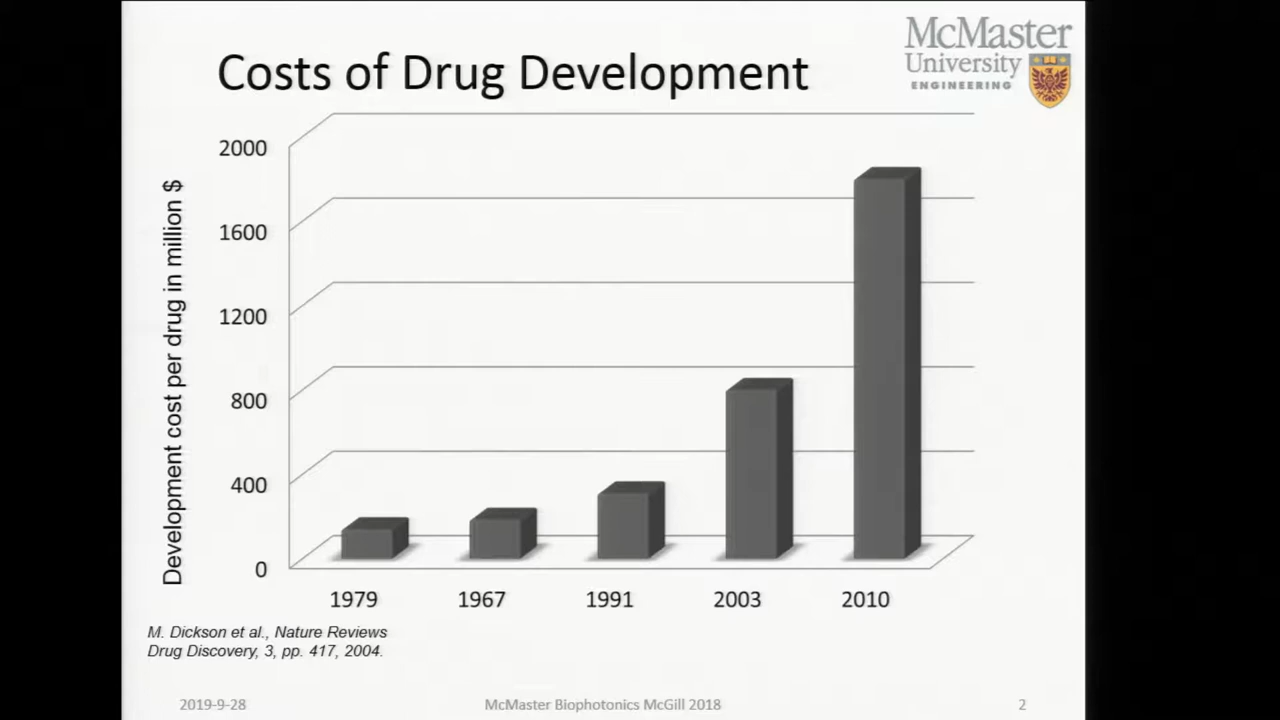 Costs of Drug Development
McMaster
University
ENGINEERING
Development cost per drug in million $
2000
1600
1200
800
400
0
1979 1967 1991 2003 2010
M. Dickson et al., Nature Reviews
Drug Discovery, 3, pp. 417, 2004.
2019-9-28 McMaster Biophotonics McGill 2018 2